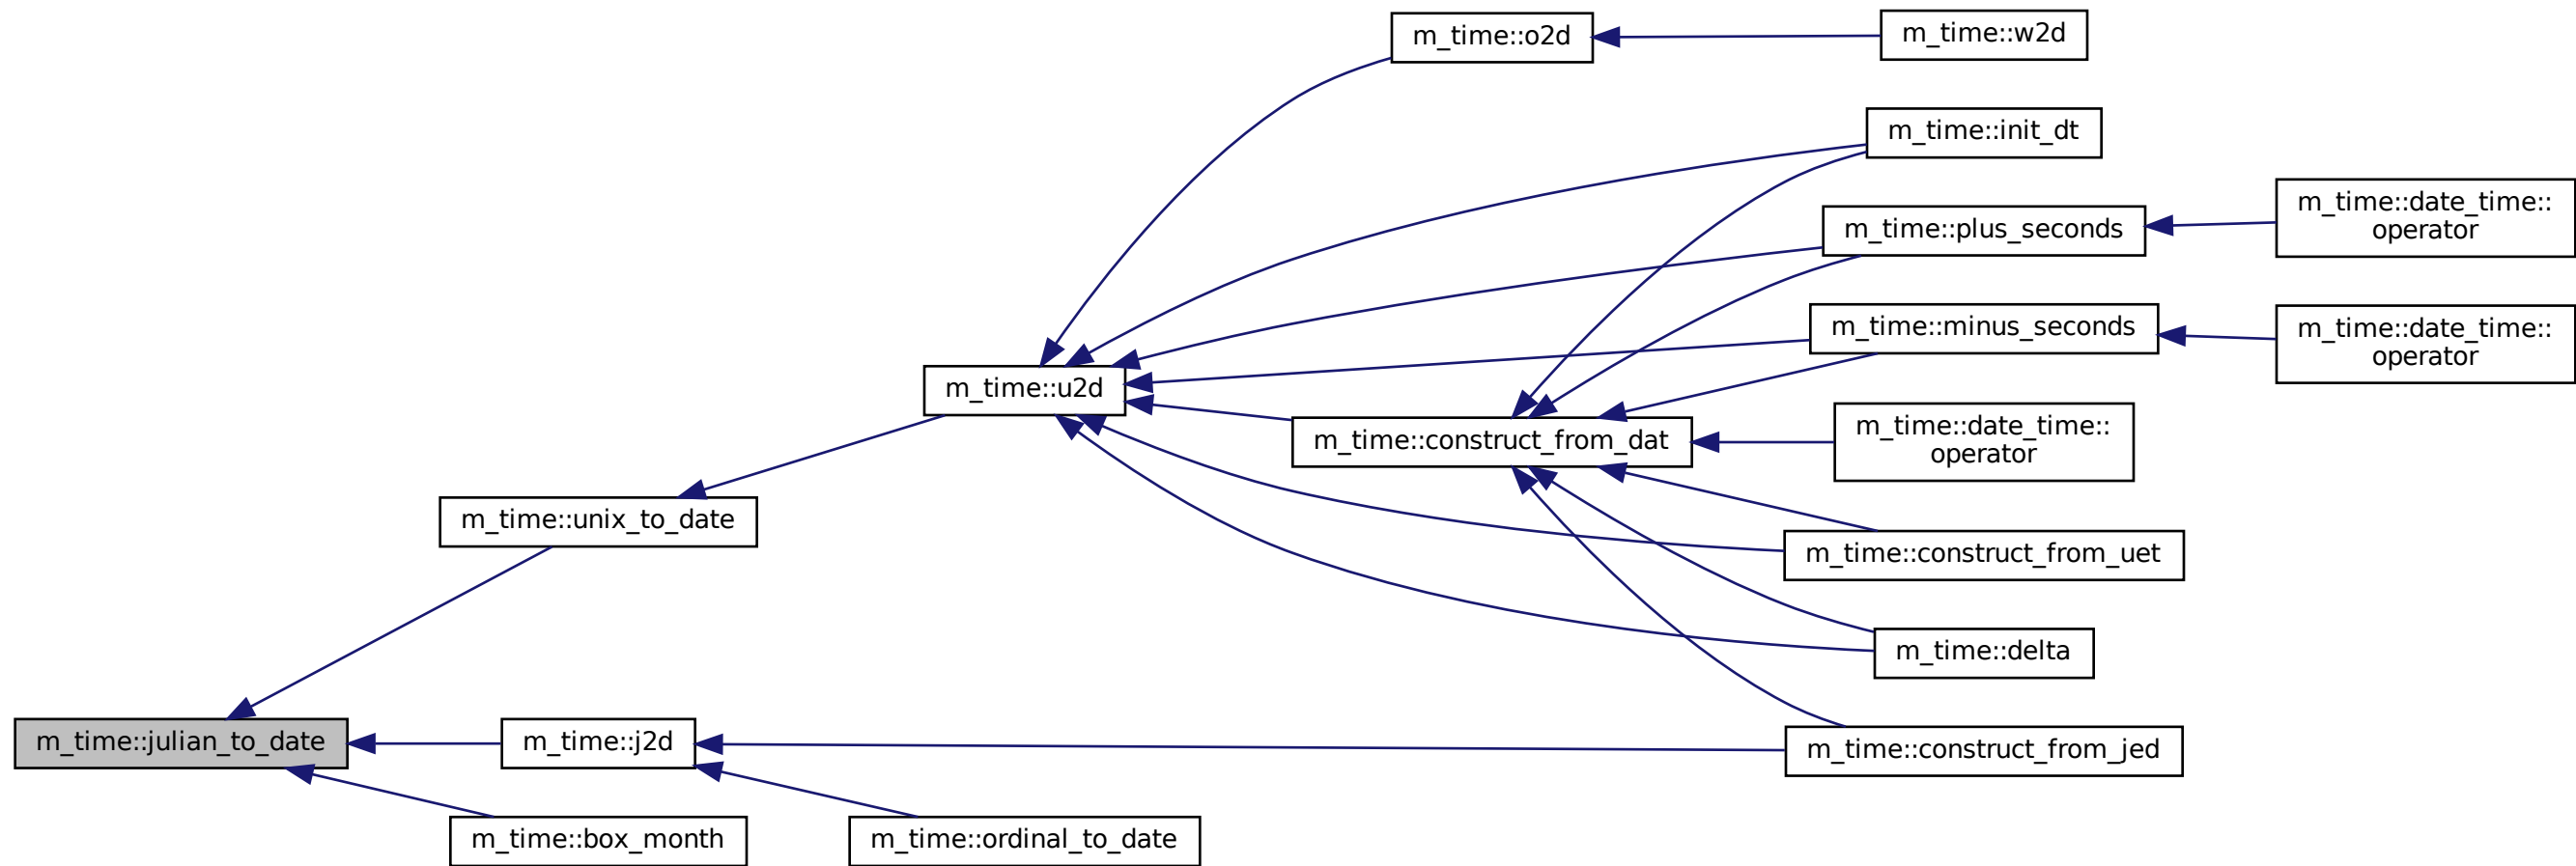 m_time::o2d
m_time::w2d
m_time::init_dt
m_time::plus_seconds
m_time::date_time::
operator
m_time::minus_seconds
m_time::date_time::
operator
m_time::u2d
m_time::construct_from_dat
m_time::date_time::
operator
m_time::unix_to_date
m_time::construct_from_uet
m_time::delta
m_time::julian_to_date
m_time::j2d
m_time::construct_from_jed
m_time::box_month
m_time::ordinal_to_date